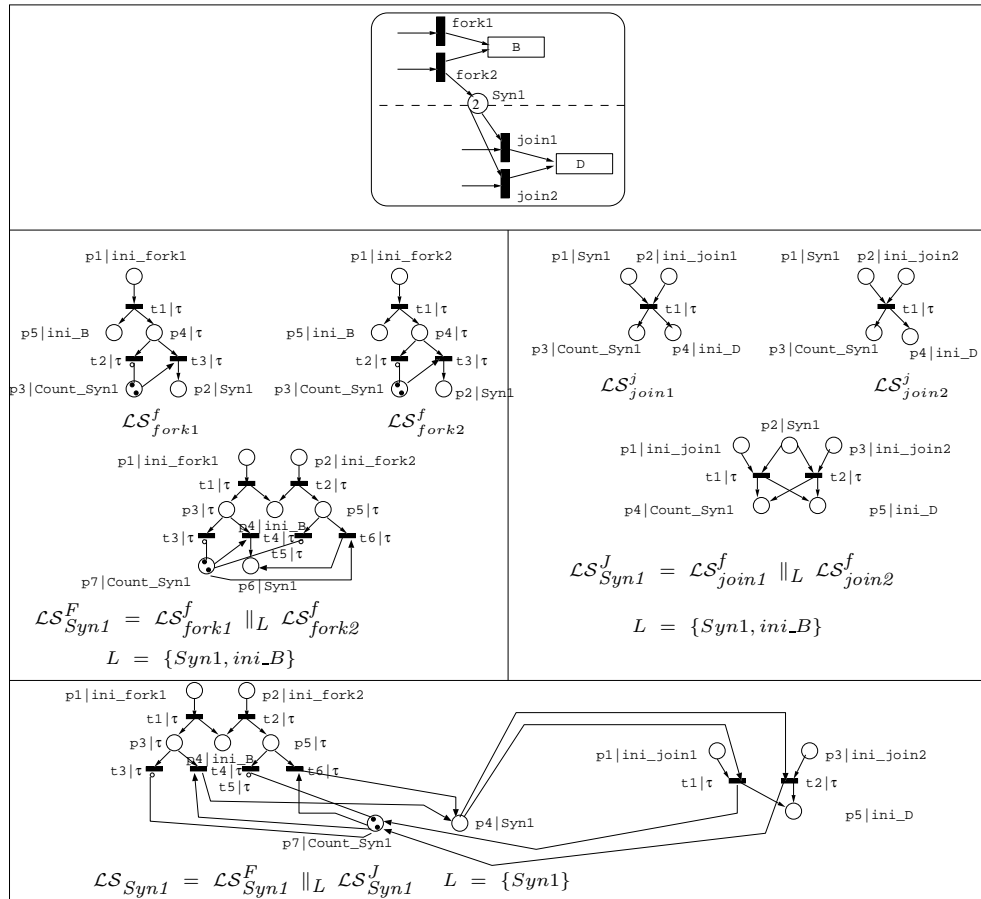 fork1
B
fork2
Syn1
2
join1
D
join2
p1|ini_fork1
p1|ini_fork2
t1|τ
t1|τ
p5|ini_B
p4|τ
p5|ini_B
p4|τ
t2|τ
t3|τ
t2|τ
t3|τ
p3|Count_Syn1
p2|Syn1
p3|Count_Syn1
p2|Syn1
LS^f_fork1
LS^f_fork2
p1|ini_fork1
p2|ini_fork2
t1|τ
t2|τ
p3|τ
p4|ini_B
p5|τ
t3|τ
t4|τ
t6|τ
t5|τ
p7|Count_Syn1
p6|Syn1
LS^F_Syn1 = LS^f_fork1 ||_L LS^f_fork2
L = {Syn1, ini_B}
p1|Syn1
p2|ini_join1
p1|Syn1
p2|ini_join2
t1|τ
t1|τ
p3|Count_Syn1
p4|ini_D
p3|Count_Syn1
p4|ini_D
LS^j_join1
LS^j_join2
p2|Syn1
p1|ini_join1
p3|ini_join2
t1|τ
t2|τ
p4|Count_Syn1
p5|ini_D
LS^J_Syn1 = LS^f_join1 ||_L LS^f_join2
L = {Syn1, ini_B}
p1|ini_fork1
p2|ini_fork2
t1|τ
t2|τ
p3|τ
p4|ini_B
p5|τ
t3|τ
t4|τ
t6|τ
t5|τ
p1|ini_join1
p3|ini_join2
t1|τ
t2|τ
p4|Syn1
p5|ini_D
p7|Count_Syn1
LS_Syn1 = LS^F_Syn1 ||_L LS^J_Syn1 L = {Syn1}